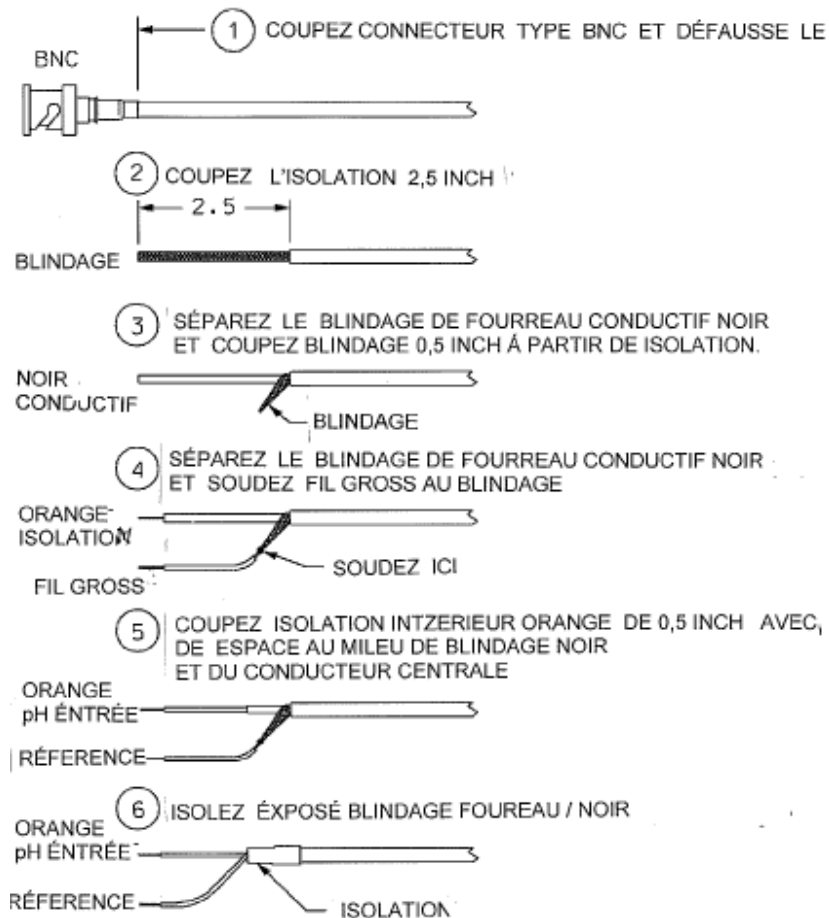 1 COUPEZ CONNECTEUR TYPE BNC ET DÉFAUSSE LE
BNC
2 COUPEZ L'ISOLATION 2,5 INCH
2.5
BLINDAGE
3 SÉPAREZ LE BLINDAGE DE FOURREAU CONDUCTIF NOIR
ET COUPEZ BLINDAGE 0,5 INCH Á PARTIR DE ISOLATION.
NOIR
CONDUCTIF
BLINDAGE
4 SÉPAREZ LE BLINDAGE DE FOURREAU CONDUCTIF NOIR
ET SOUDEZ FIL GROSS AU BLINDAGE
ORANGE
ISOLATION
SOUDEZ ICI
FIL GROSS
5 COUPEZ ISOLATION INTZERIEUR ORANGE DE 0,5 INCH AVEC,
DE ESPACE AU MILEU DE BLINDAGE NOIR
ET DU CONDUCTEUR CENTRALE
ORANGE
pH ÉNTRÉE
RÉFERENCE
6 ISOLEZ ÉXPOSÉ BLINDAGE FOUREAU / NOIR
ORANGE
pH ÉNTRÉE
RÉFERENCE
ISOLATION